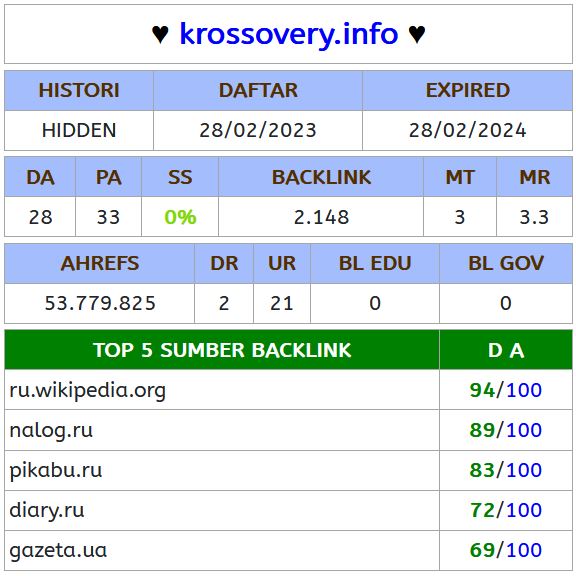 ♥ krossovery.info ♥
HISTORI DAFTAR EXPIRED
HIDDEN 28/02/2023 28/02/2024
DA PA SS BACKLINK MT MR
28 33 0% 2.148 3 3.3
AHREFS DR UR BL EDU BL GOV
53.779.825 2 21 0 0
TOP 5 SUMBER BACKLINK D A
ru.wikipedia.org 94/100
nalog.ru 89/100
pikabu.ru 83/100
diary.ru 72/100
gazeta.ua 69/100